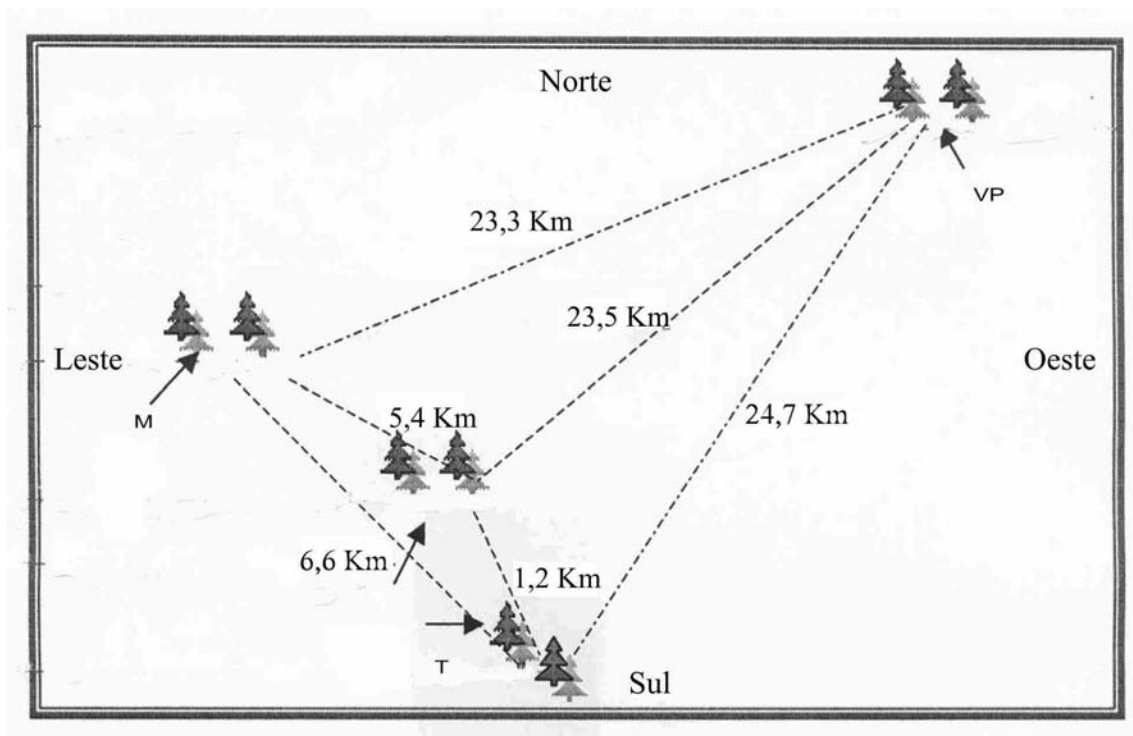 Norte
VP
23,3 Km
23,5 Km
Leste
Oeste
M
5,4 Km
24,7 Km
6,6 Km
1,2 Km
T
Sul